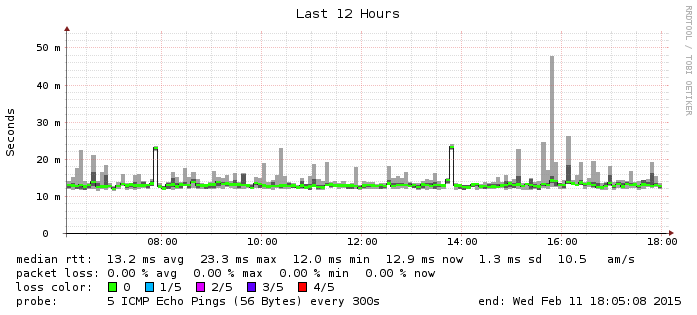 Last 12 Hours
RRDTOOL / TOBI OETIKER
Seconds
50 m
40 m
30 m
20 m
10 m
0
08:00 10:00 12:00 14:00 16:00 18:00
median rtt: 13.2 ms avg 23.3 ms max 12.0 ms min 12.9 ms now 1.3 ms sd 10.5 am/s
packet loss: 0.00 % avg 0.00 % max 0.00 % min 0.00 % now
loss color: 0 1/5 2/5 3/5 4/5
probe: 5 ICMP Echo Pings (56 Bytes) every 300s end: Wed Feb 11 18:05:08 2015